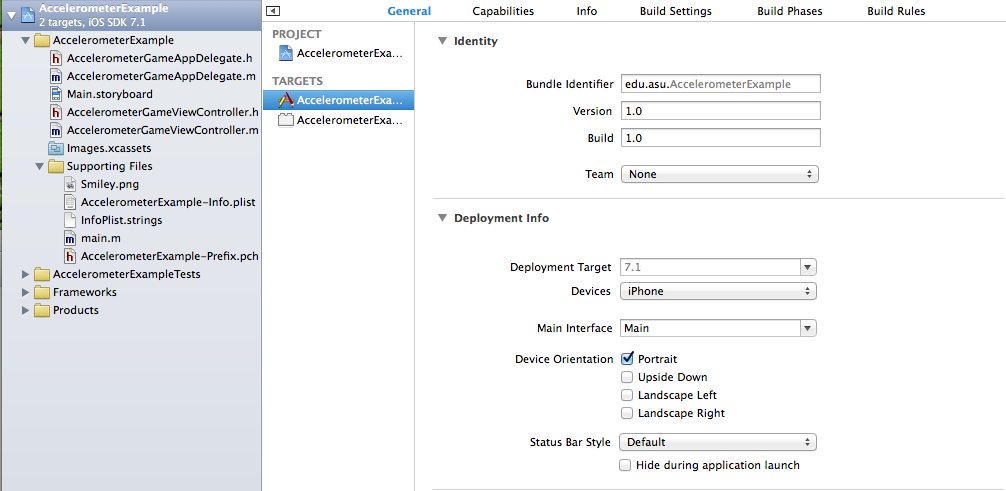 AccelerometerExample
2 targets, iOS SDK 7.1
AccelerometerExample
AccelerometerGameAppDelegate.h
AccelerometerGameAppDelegate.m
Main.storyboard
AccelerometerGameViewController.h
AccelerometerGameViewController.m
Images.xcassets
Supporting Files
Smiley.png
AccelerometerExample-Info.plist
InfoPlist.strings
main.m
AccelerometerExample-Prefix.pch
AccelerometerExampleTests
Frameworks
Products
General Capabilities Info Build Settings Build Phases Build Rules
PROJECT
AccelerometerExa...
TARGETS
AccelerometerExa...
AccelerometerExa...
Identity
Bundle Identifier edu.asu.AccelerometerExample
Version 1.0
Build 1.0
Team None
Deployment Info
Deployment Target 7.1
Devices iPhone
Main Interface Main
Device Orientation Portrait
Upside Down
Landscape Left
Landscape Right
Status Bar Style Default
Hide during application launch